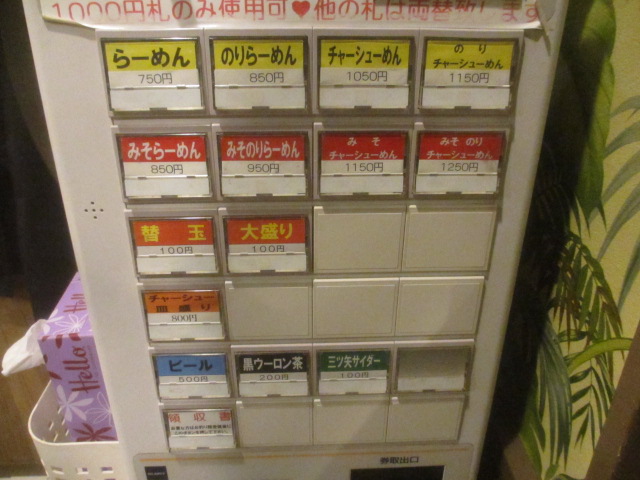 1000円札のみ使用可♥他の札は両替致します
らーめん
750円
のりらーめん
850円
チャーシューめん
1050円
のり
チャーシューめん
1150円
みそらーめん
850円
みそのりらーめん
950円
みそ
チャーシューめん
1150円
みそのり
チャーシューめん
1250円
替玉
100円
大盛り
100円
チャーシュー
皿盛り
800円
ビール
500円
黒ウーロン茶
200円
三ツ矢サイダー
100円
領収書
券取出口
Hello
Hello